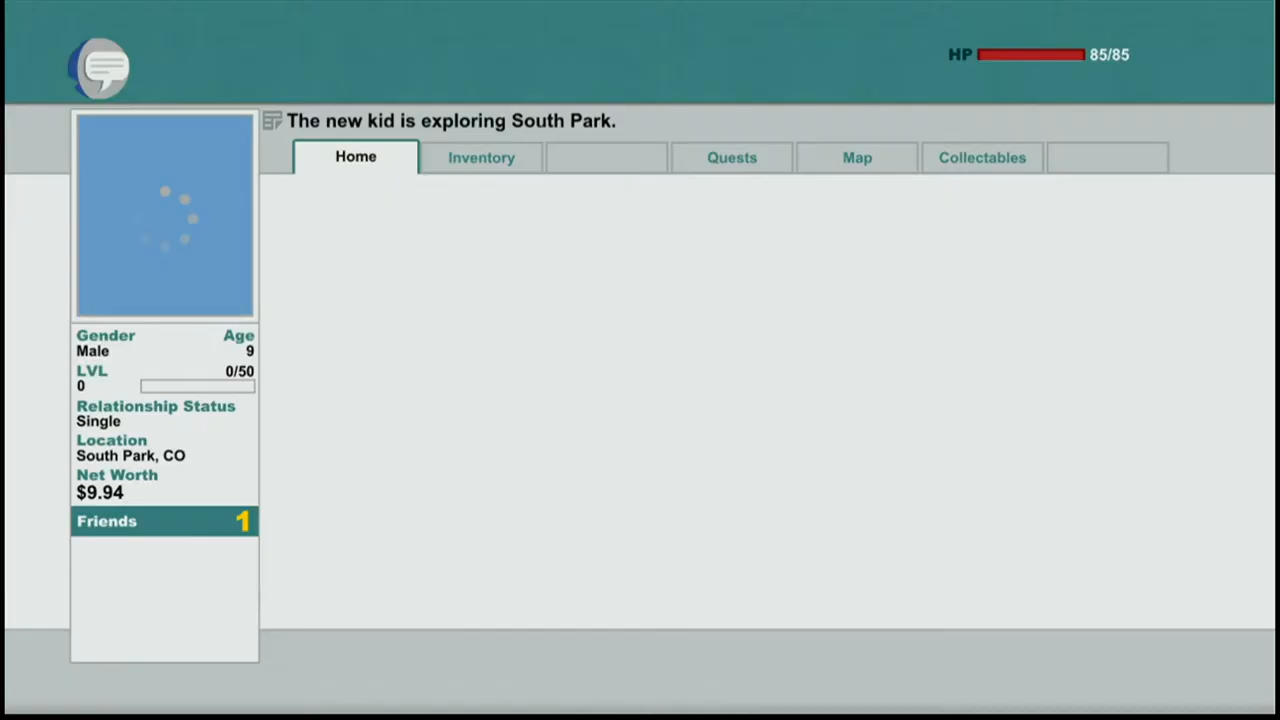 HP 85/85
The new kid is exploring South Park.
Home Inventory Quests Map Collectables
Gender Age
Male 9
LVL 0/50
0
Relationship Status
Single
Location
South Park, CO
Net Worth
$9.94
Friends 1